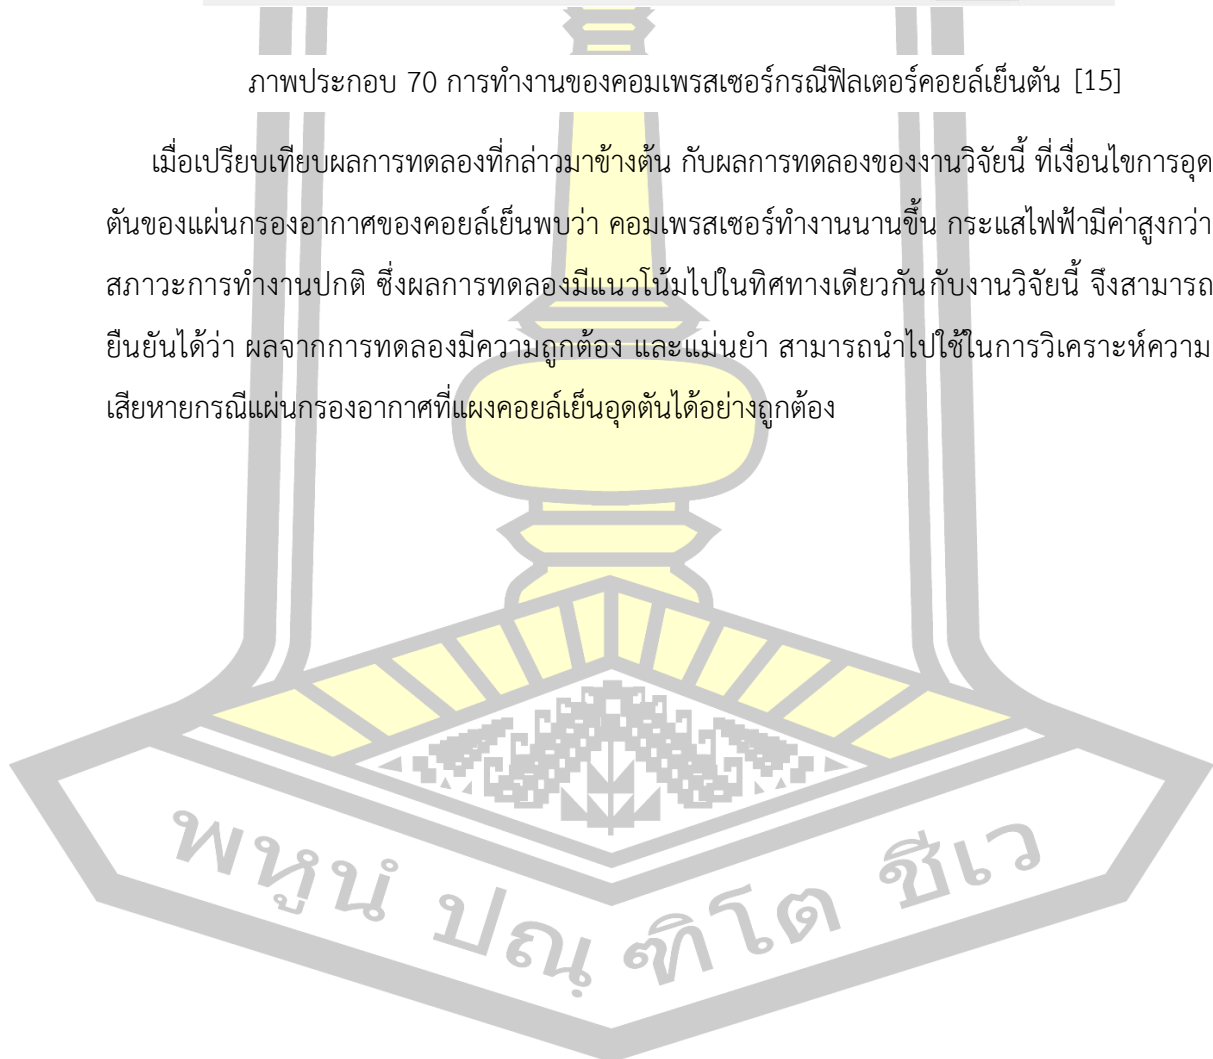 ภาพประกอบ 70 การทำงานของคอมเพรสเซอร์กรณีฟิลเตอร์คอยล์เย็นตัน [15]
เมื่อเปรียบเทียบผลการทดลองที่กล่าวมาข้างต้น กับผลการทดลองของงานวิจัยนี้ ที่เงื่อนไขการอุด
ตันของแผ่นกรองอากาศของคอยล์เย็นพบว่า คอมเพรสเซอร์ทำงานนานขึ้น กระแสไฟฟ้ามีค่าสูงกว่า
สภาวะการทำงานปกติ ซึ่งผลการทดลองมีแนวโน้มไปในทิศทางเดียวกันกับงานวิจัยนี้ จึงสามารถ
ยืนยันได้ว่า ผลจากการทดลองมีความถูกต้อง และแม่นยำ สามารถนำไปใช้ในการวิเคราะห์ความ
เสียหายกรณีแผ่นกรองอากาศที่แผงคอยล์เย็นอุดตันได้อย่างถูกต้อง
พหูนํ ปณฺฑิโต ชีเว